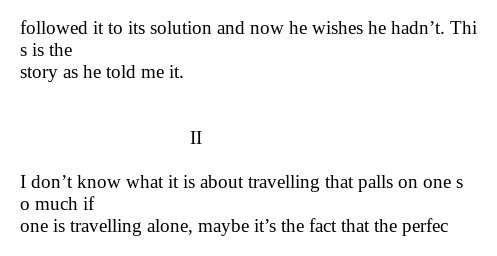 followed it to its solution and now he wishes he hadn’t. Thi
s is the
story as he told me it.
II
I don’t know what it is about travelling that palls on one s
o much if
one is travelling alone, maybe it’s the fact that the perfec